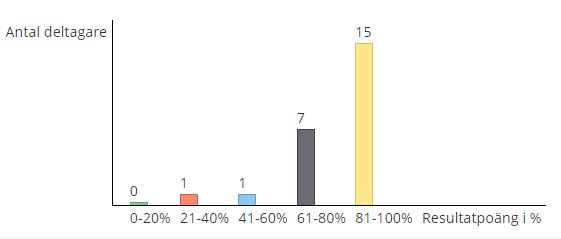 Antal deltagare
15
7
1
1
0
0-20% 21-40% 41-60% 61-80% 81-100% Resultatpoäng i %